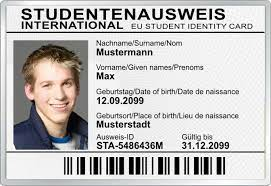 STUDENTENAUSWEIS
INTERNATIONAL EU STUDENT IDENTITY CARD
Nachname/Surname/Nom
Mustermann
Vorname/Given names/Prenoms
Max
Geburtstag/Date of birth/Date de naissance
12.09.2099
Geburtsort/Place of birth/Lieu de naissance
Musterstadt
Ausweis-ID Gültig bis
STA-5486436M 31.12.2099